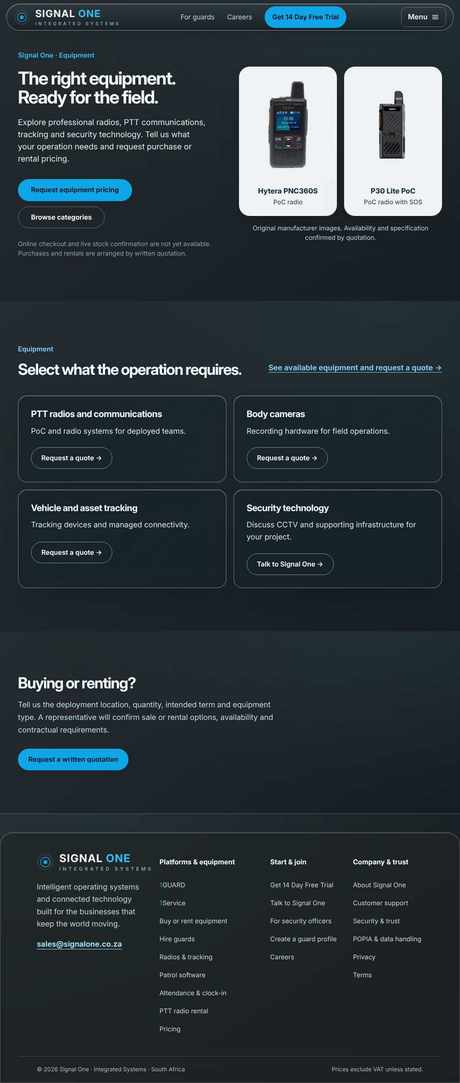 SIGNAL ONE
INTEGRATED SYSTEMS
For guards
Careers
Get 14 Day Free Trial
Menu
Signal One · Equipment
The right equipment.
Ready for the field.
Explore professional radios, PTT communications,
tracking and security technology. Tell us what
your operation needs and request purchase or
rental pricing.
Request equipment pricing
Browse categories
Online checkout and live stock confirmation are not yet available.
Purchases and rentals are arranged by written quotation.
Hytera PNC360S
PoC radio
P30 Lite PoC
PoC radio with SOS
Original manufacturer images. Availability and specification
confirmed by quotation.
Equipment
Select what the operation requires.
See available equipment and request a quote →
PTT radios and communications
PoC and radio systems for deployed teams.
Request a quote →
Body cameras
Recording hardware for field operations.
Request a quote →
Vehicle and asset tracking
Tracking devices and managed connectivity.
Request a quote →
Security technology
Discuss CCTV and supporting infrastructure for
your project.
Talk to Signal One →
Buying or renting?
Tell us the deployment location, quantity, intended term and equipment
type. A representative will confirm sale or rental options, availability and
contractual requirements.
Request a written quotation
SIGNAL ONE
INTEGRATED SYSTEMS
Intelligent operating systems
and connected technology
built for the businesses that
keep the world moving.
sales@signalone.co.za
Platforms & equipment
1GUARD
1Service
Buy or rent equipment
Hire guards
Radios & tracking
Patrol software
Attendance & clock-in
PTT radio rental
Pricing
Start & join
Get 14 Day Free Trial
Talk to Signal One
For security officers
Create a guard profile
Careers
Company & trust
About Signal One
Customer support
Security & trust
POPIA & data handling
Privacy
Terms
© 2026 Signal One · Integrated Systems · South Africa
Prices exclude VAT unless stated.